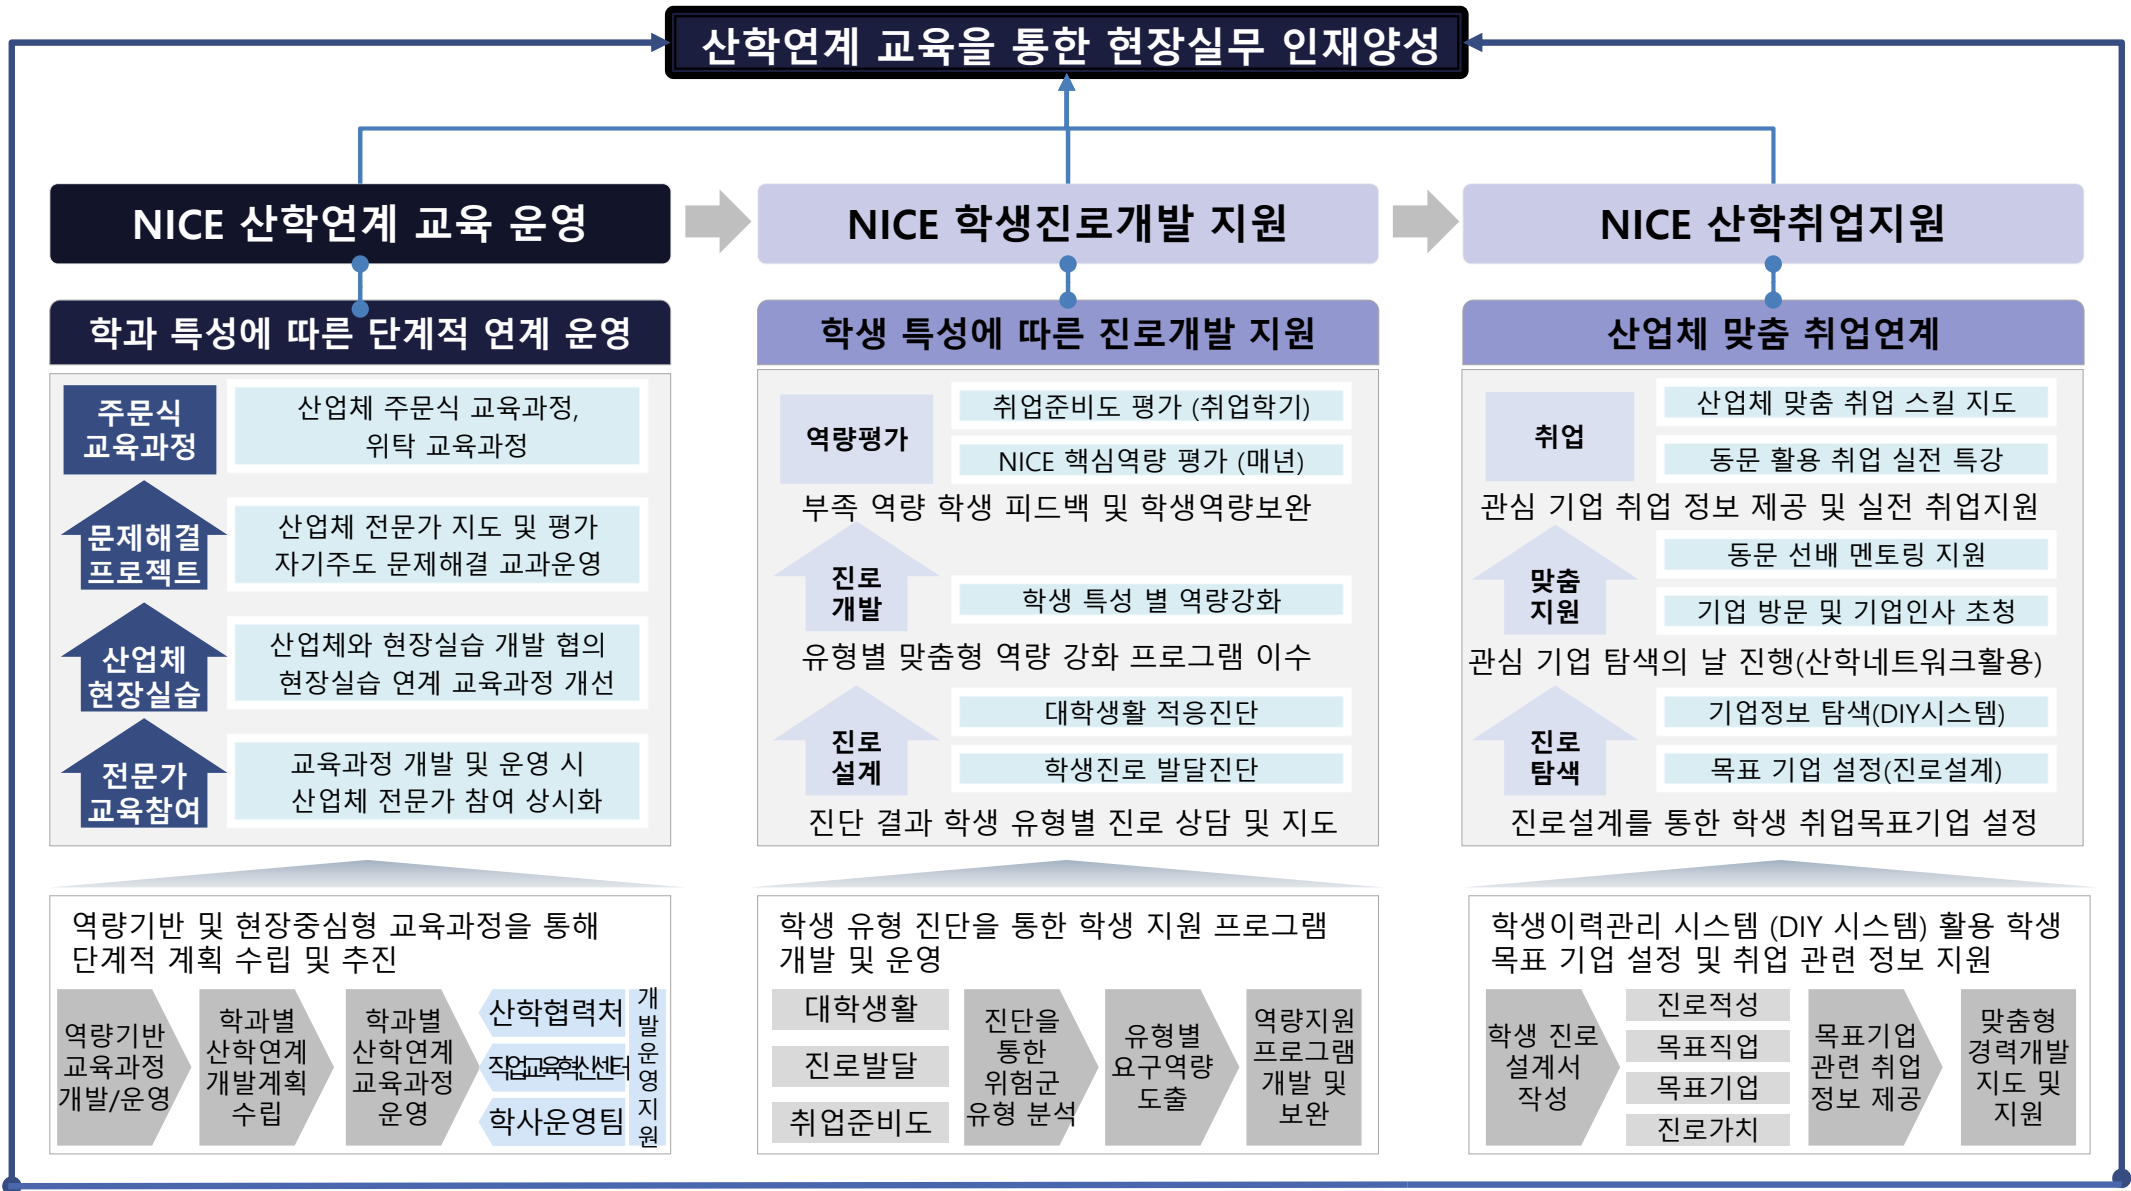 산학연계 교육을 통한 현장실무 인재양성
NICE 산학연계 교육 운영
학과 특성에 따른 단계적 연계 운영
주문식
교육과정
산업체 주문식 교육과정,
위탁 교육과정
문제해결
프로젝트
산업체 전문가 지도 및 평가
자기주도 문제해결 교과운영
산업체
현장실습
산업체와 현장실습 개발 협의
현장실습 연계 교육과정 개선
전문가
교육참여
교육과정 개발 및 운영 시
산업체 전문가 참여 상시화
역량기반 및 현장중심형 교육과정을 통해
단계적 계획 수립 및 추진
역량기반
교육과정
개발/운영
학과별
산학연계
개발계획
수립
학과별
산학연계
교육과정
운영
산학협력처
직업교육혁신센터
학사운영팀
개
발
운
영
지
원
NICE 학생진로개발 지원
학생 특성에 따른 진로개발 지원
역량평가
취업준비도 평가 (취업학기)
NICE 핵심역량 평가 (매년)
부족 역량 학생 피드백 및 학생역량보완
진로
개발
학생 특성 별 역량강화
유형별 맞춤형 역량 강화 프로그램 이수
진로
설계
대학생활 적응진단
학생진로 발달진단
진단 결과 학생 유형별 진로 상담 및 지도
학생 유형 진단을 통한 학생 지원 프로그램
개발 및 운영
대학생활
진로발달
취업준비도
진단을
통한
위험군
유형 분석
유형별
요구역량
도출
역량지원
프로그램
개발 및
보완
NICE 산학취업지원
산업체 맞춤 취업연계
취업
산업체 맞춤 취업 스킬 지도
동문 활용 취업 실전 특강
관심 기업 취업 정보 제공 및 실전 취업지원
맞춤
지원
동문 선배 멘토링 지원
기업 방문 및 기업인사 초청
관심 기업 탐색의 날 진행(산학네트워크활용)
진로
탐색
기업정보 탐색(DIY시스템)
목표 기업 설정(진로설계)
진로설계를 통한 학생 취업목표기업 설정
학생이력관리 시스템 (DIY 시스템) 활용 학생
목표 기업 설정 및 취업 관련 정보 지원
학생 진로
설계서
작성
진로적성
목표직업
목표기업
진로가치
목표기업
관련 취업
정보 제공
맞춤형
경력개발
지도 및
지원